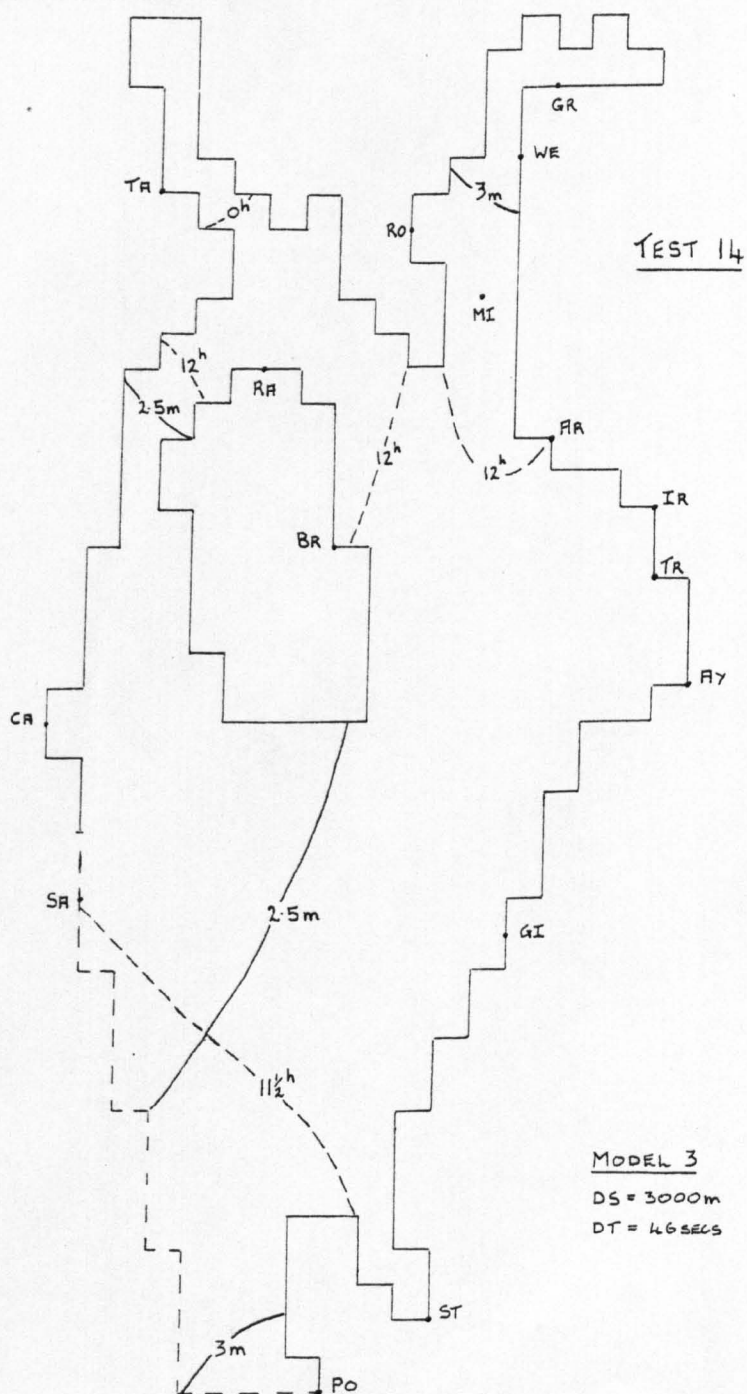 GR
WE
TA
0h
3m
RO
TEST 14
MI
12h
RA
2.5m
AR
12h
12h
IR
BR
TR
AY
CA
SA
2.5m
GI
11½h
MODEL 3
DS = 3000m
DT = 46 SECS
ST
3m
PO